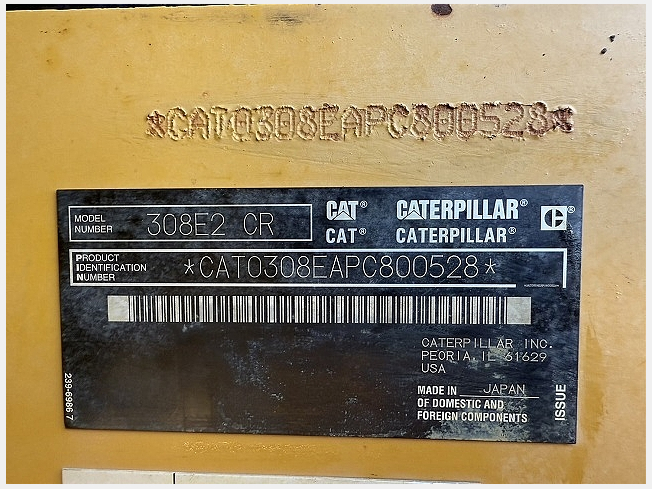 *CAT0308EAPC800528*
MODEL NUMBER 308E2 CR
CAT® CATERPILLAR®
CAT® CATERPILLAR®
PRODUCT
IDENTIFICATION
NUMBER
*CAT0308EAPC800528*
CATERPILLAR INC.
PEORIA, IL 61629
USA
MADE IN JAPAN
OF DOMESTIC AND
FOREIGN COMPONENTS
ISSUE
239-6986 7